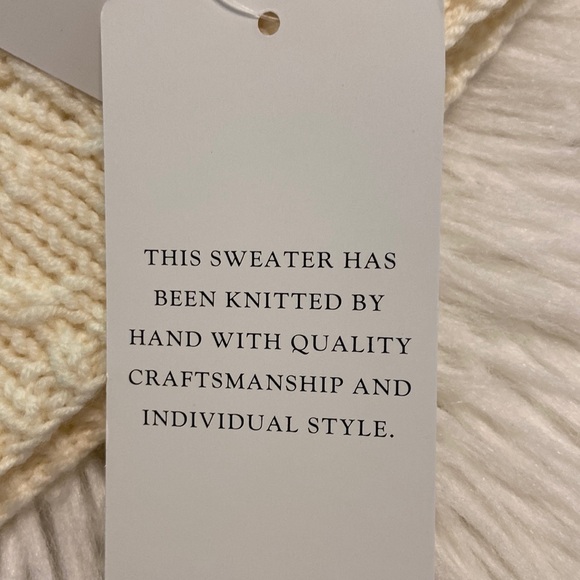 THIS SWEATER HAS
BEEN KNITTED BY
HAND WITH QUALITY
CRAFTSMANSHIP AND
INDIVIDUAL STYLE.